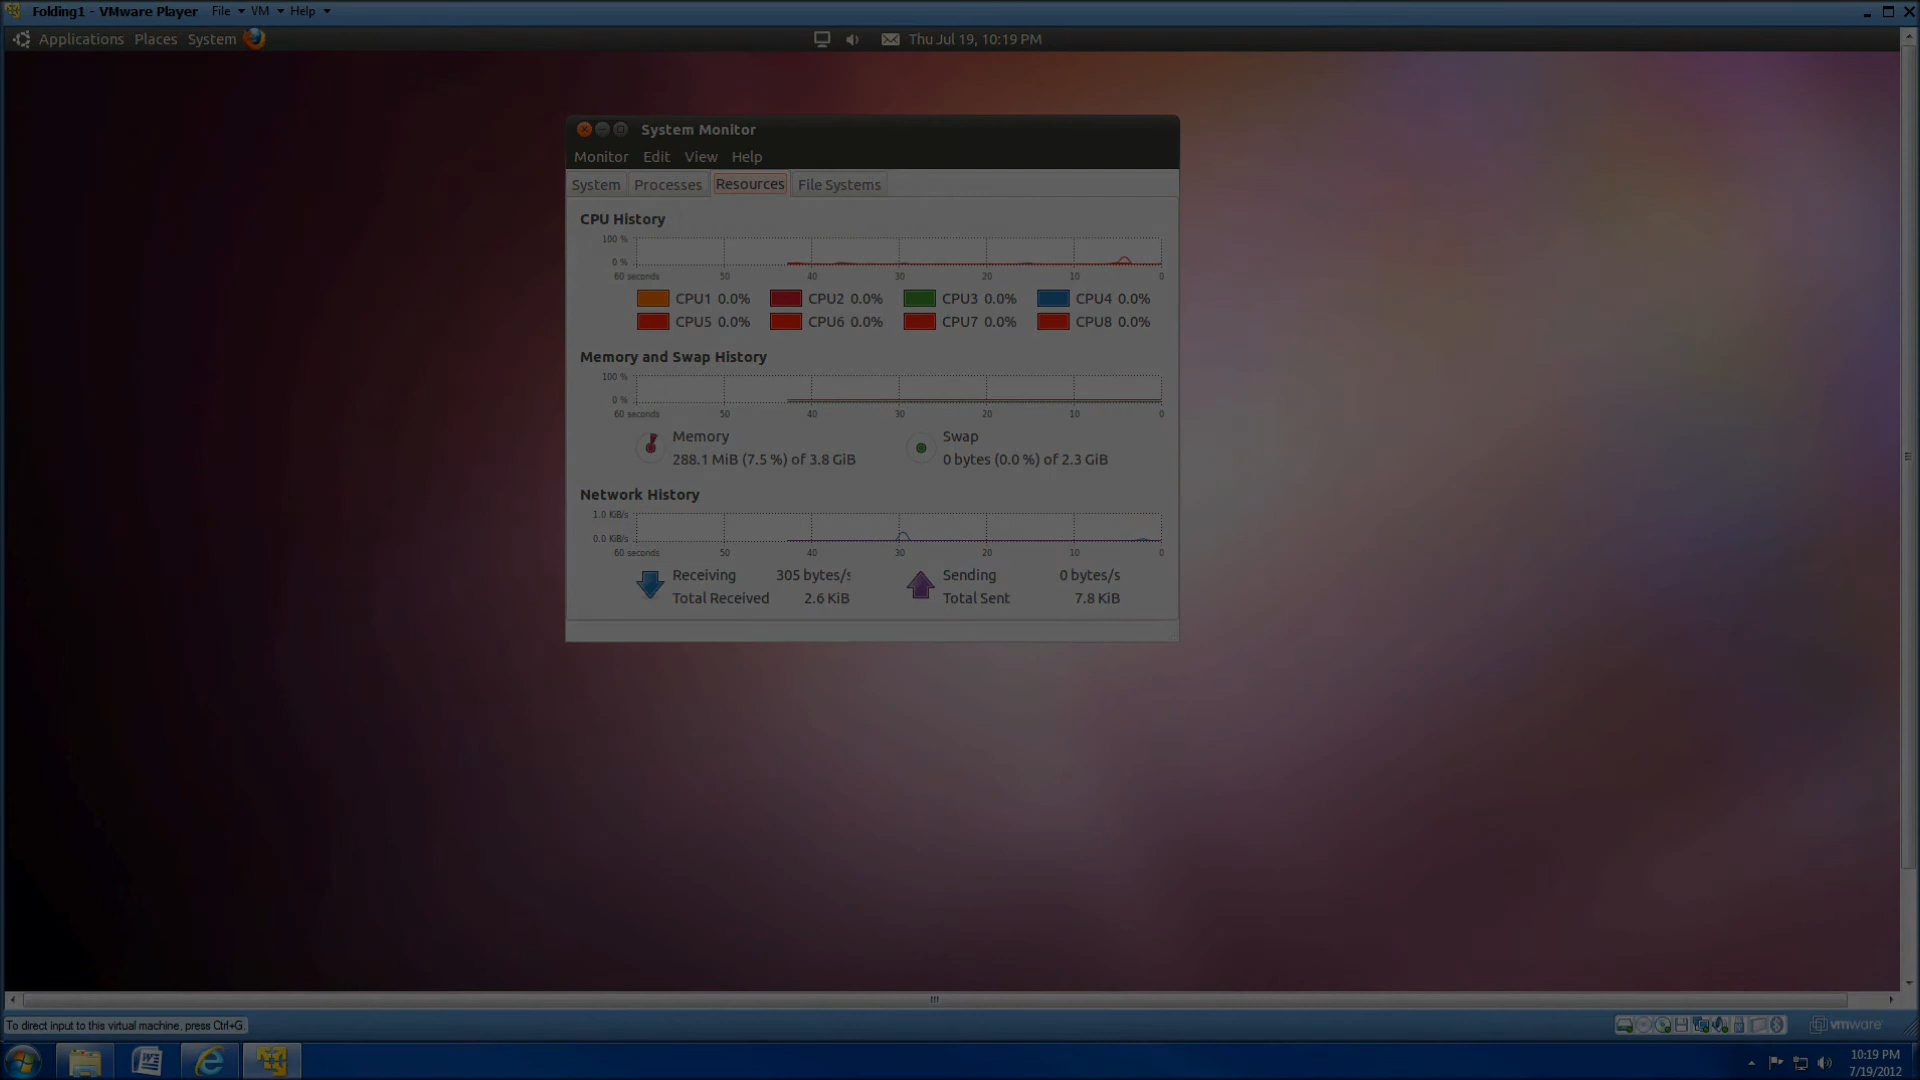 Folding1 - VMware Player File VM Help
Applications Places System Thu Jul 19, 10:19 PM
System Monitor
Monitor Edit View Help
System Processes Resources File Systems
CPU History
100 %
0 %
60 seconds 50 40 30 20 10 0
CPU1 0.0% CPU2 0.0% CPU3 0.0% CPU4 0.0%
CPU5 0.0% CPU6 0.0% CPU7 0.0% CPU8 0.0%
Memory and Swap History
100 %
0 %
60 seconds 50 40 30 20 10 0
Memory Swap
288.1 MiB (7.5 %) of 3.8 GiB 0 bytes (0.0 %) of 2.3 GiB
Network History
1.0 KiB/s
0.0 KiB/s
60 seconds 50 40 30 20 10 0
Receiving 305 bytes/s Sending 0 bytes/s
Total Received 2.6 KiB Total Sent 7.8 KiB
To direct input to this virtual machine, press Ctrl+G.
vmware
10:19 PM
7/19/2012